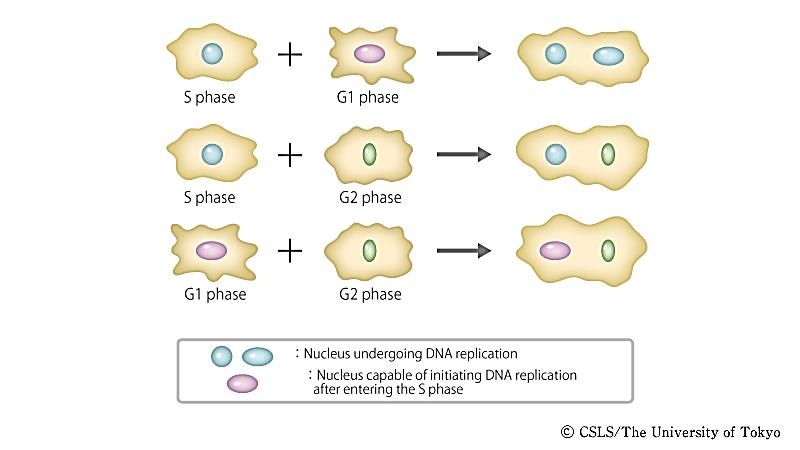 S phase
G1 phase
S phase
G2 phase
G1 phase
G2 phase
: Nucleus undergoing DNA replication
: Nucleus capable of initiating DNA replication
after entering the S phase
© CSLS/The University of Tokyo